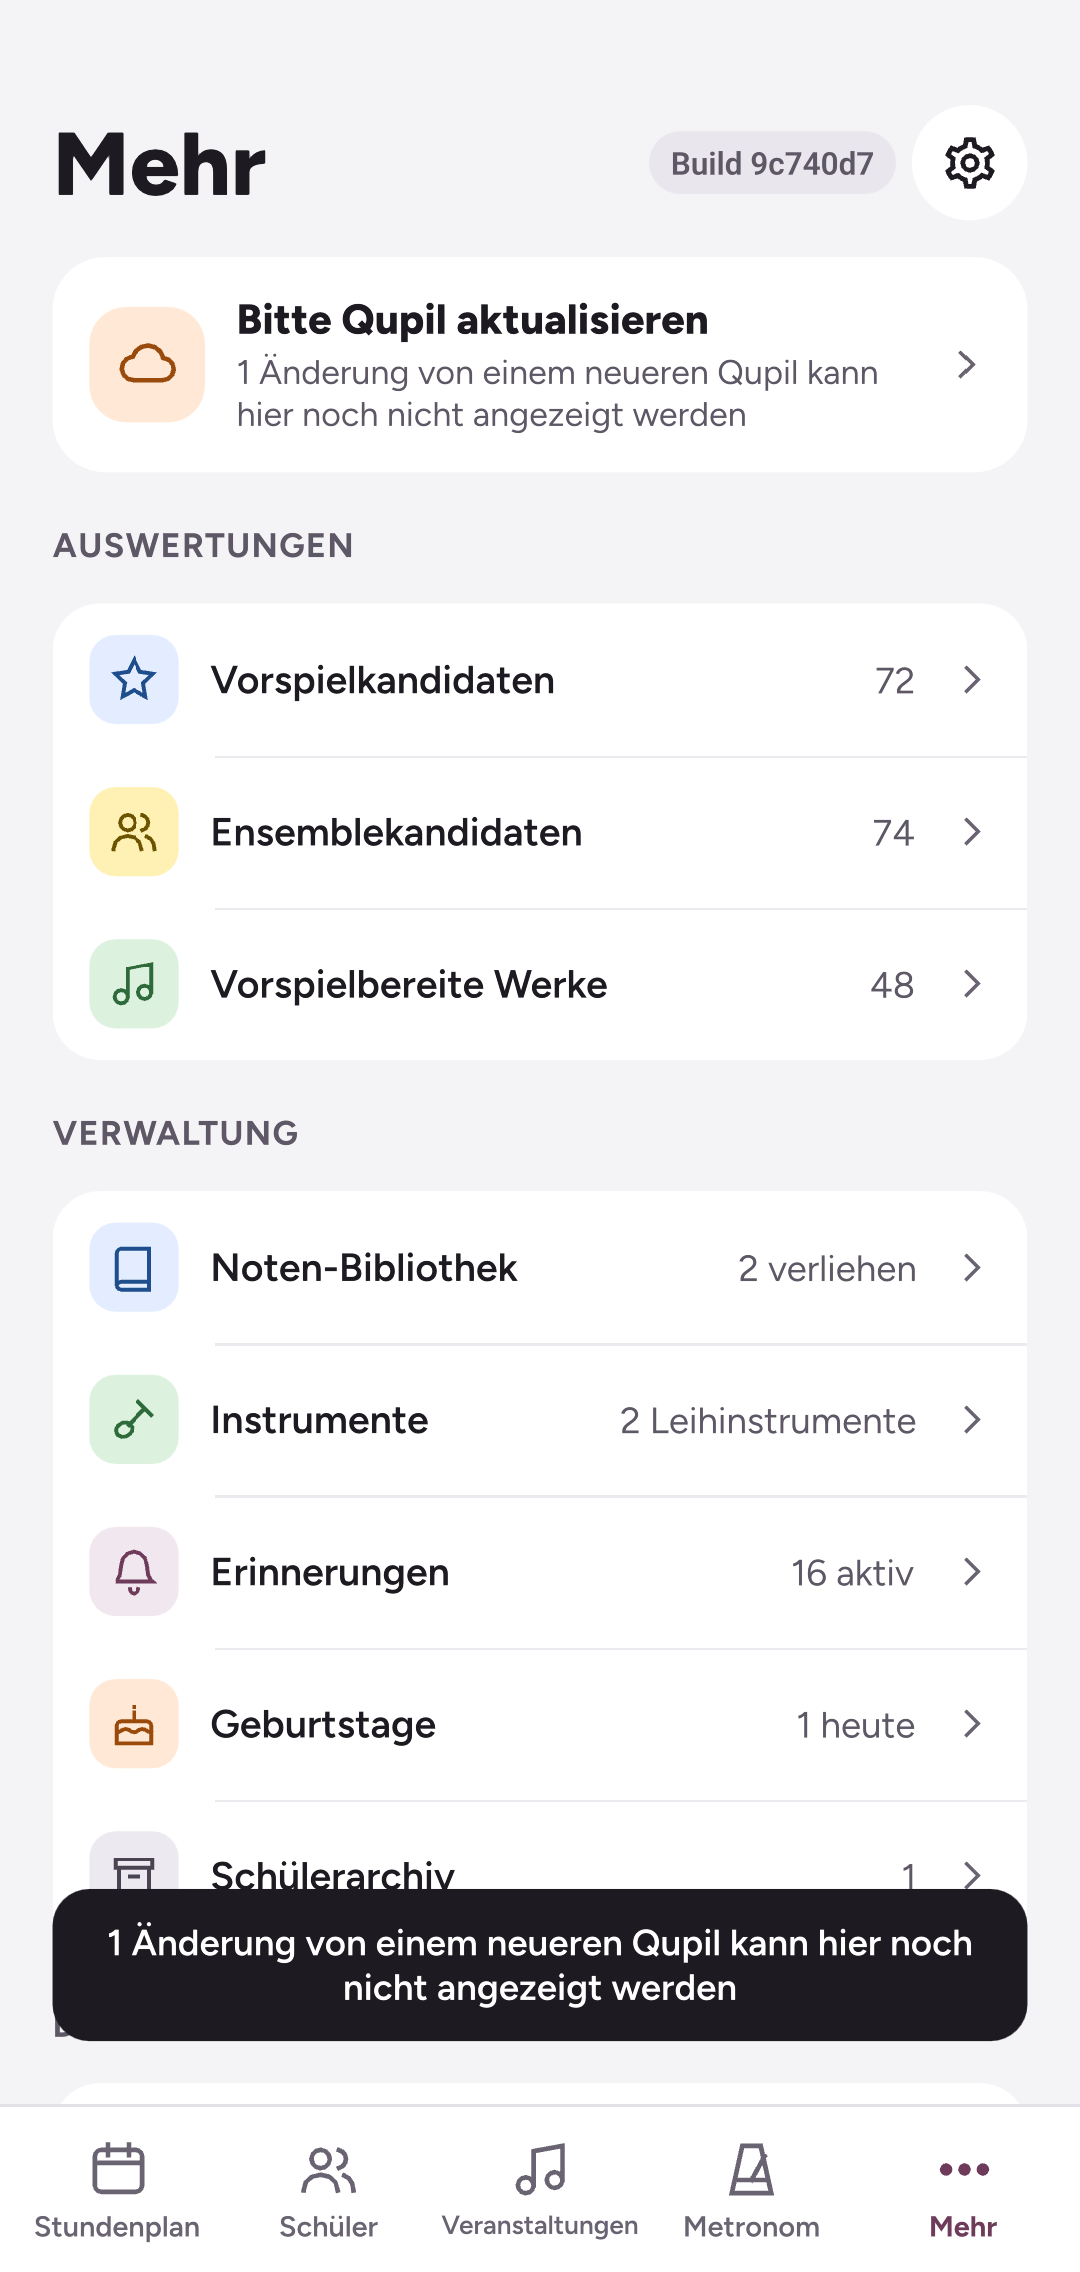 Mehr
Build 9c740d7
Bitte Qupil aktualisieren
1 Änderung von einem neueren Qupil kann
hier noch nicht angezeigt werden
AUSWERTUNGEN
Vorspielkandidaten 72
Ensemblekandidaten 74
Vorspielbereite Werke 48
VERWALTUNG
Noten-Bibliothek 2 verliehen
Instrumente 2 Leihinstrumente
Erinnerungen 16 aktiv
Geburtstage 1 heute
Schülerarchiv 1
1 Änderung von einem neueren Qupil kann hier noch
nicht angezeigt werden
Stundenplan
Schüler
Veranstaltungen
Metronom
Mehr